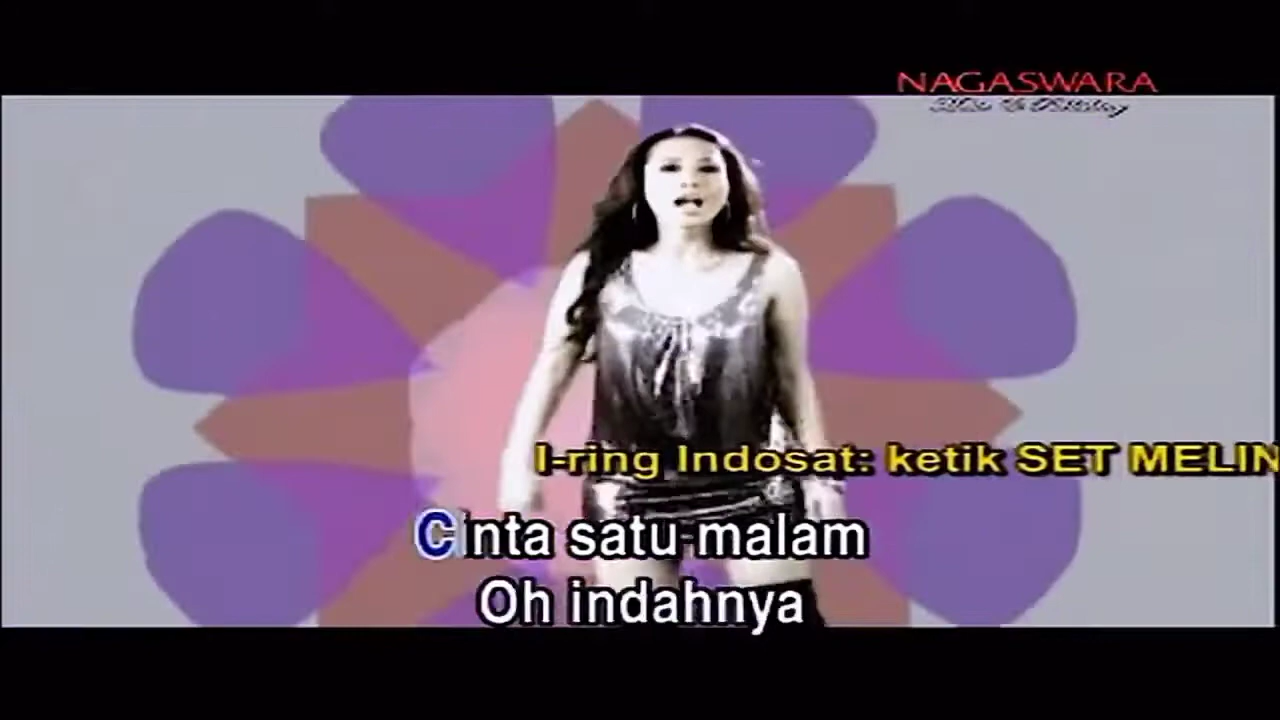 NAGASWARA
I-ring Indosat: ketik SET MELIN
Cinta satu malam
Oh indahnya